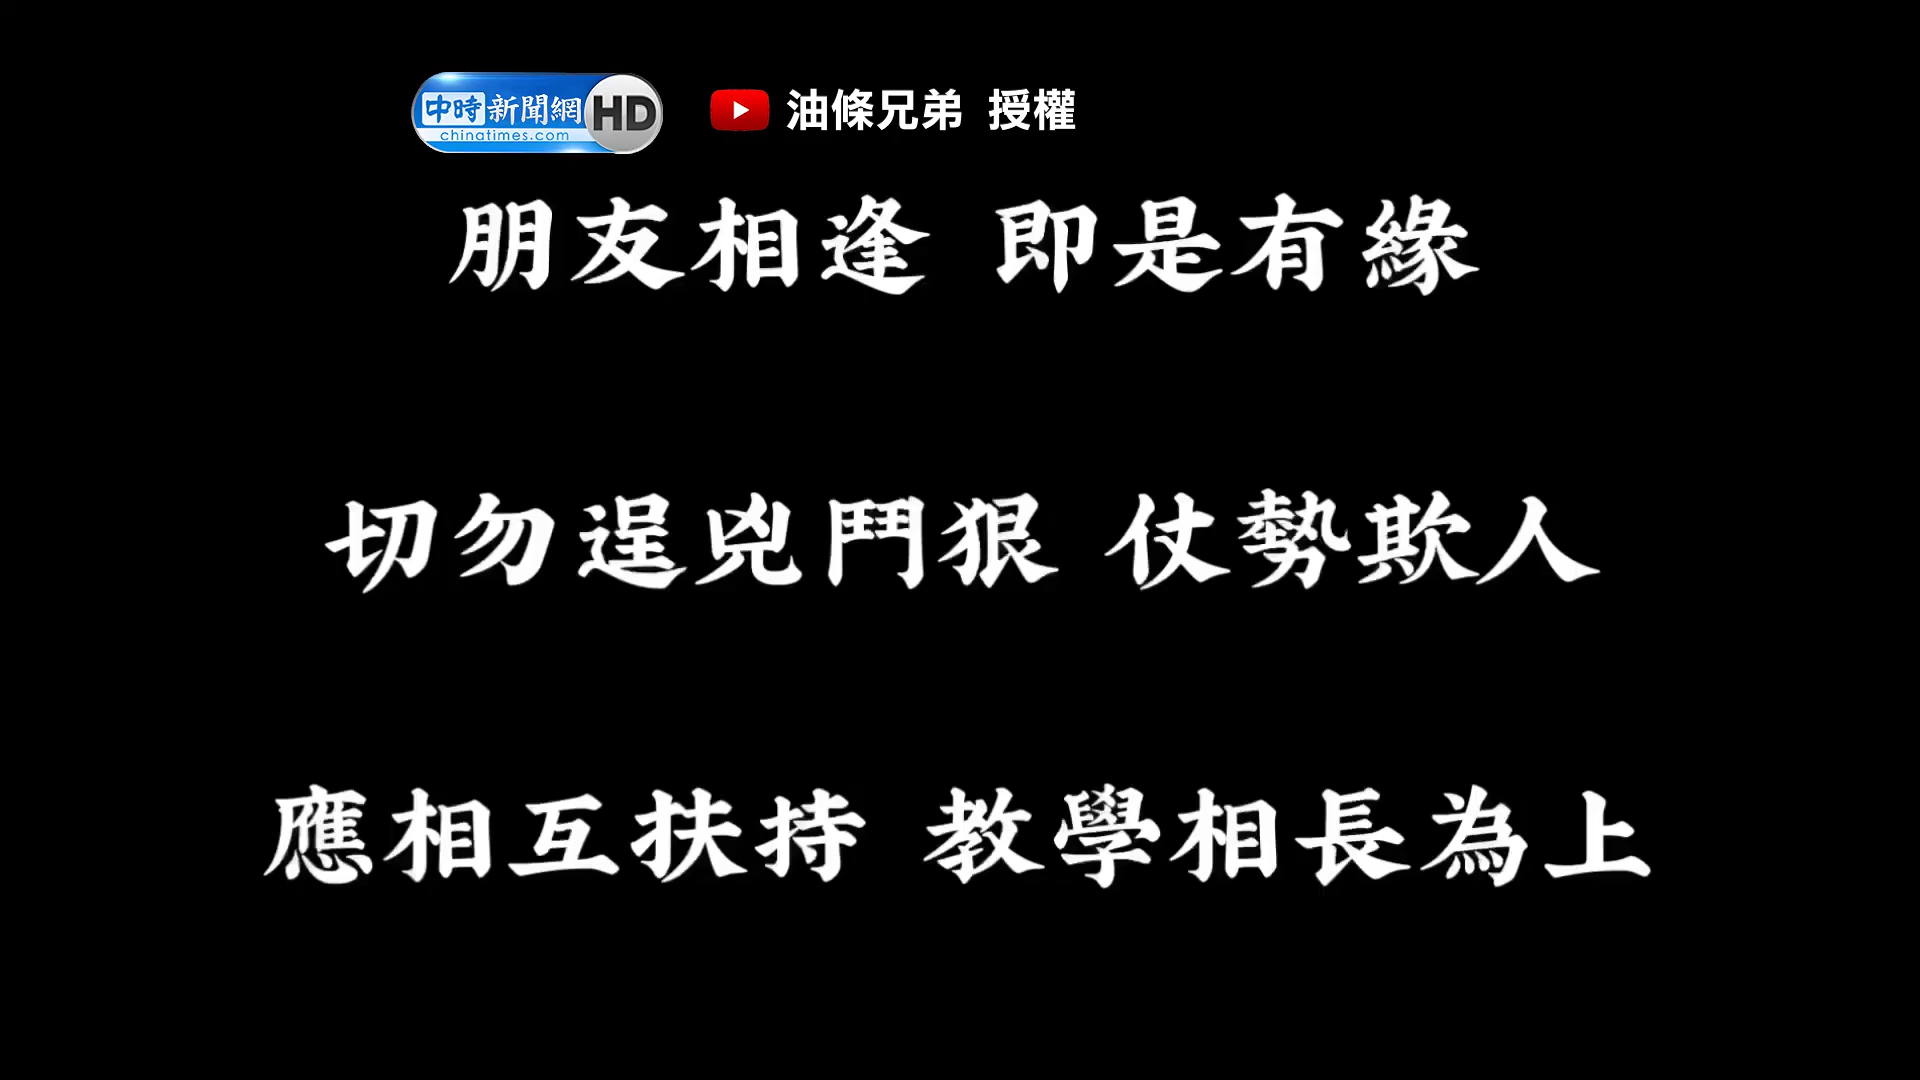 中時新聞網 HD 油條兄弟 授權
chinatimes.com
朋友相逢 即是有緣
切勿逞兇鬥狠 仗勢欺人
應相互扶持 教學相長為上